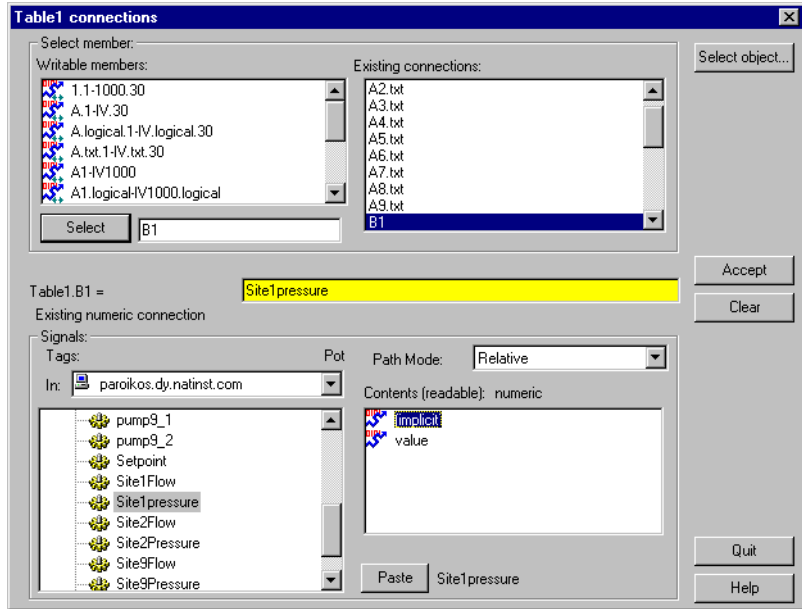 Table1 connections
Select member:
Writable members:
1.1-1000.30
A.1-IV.30
A.logical.1-IV.logical.30
A.txt.1-IV.txt.30
A1-IV1000
A1.logical-IV1000.logical
Select
B1
Existing connections:
A2.txt
A3.txt
A4.txt
A5.txt
A6.txt
A7.txt
A8.txt
A9.txt
B1
Select object...
Accept
Clear
Table1.B1 =
Site1pressure
Existing numeric connection
Signals:
Tags:
Pot
In:
paroikos.dy.natinst.com
pump9_1
pump9_2
Setpoint
Site1Flow
Site1pressure
Site2Flow
Site2Pressure
Site9Flow
Site9Pressure
Path Mode:
Relative
Contents (readable): numeric
implicit
value
Paste
Site1pressure
Quit
Help